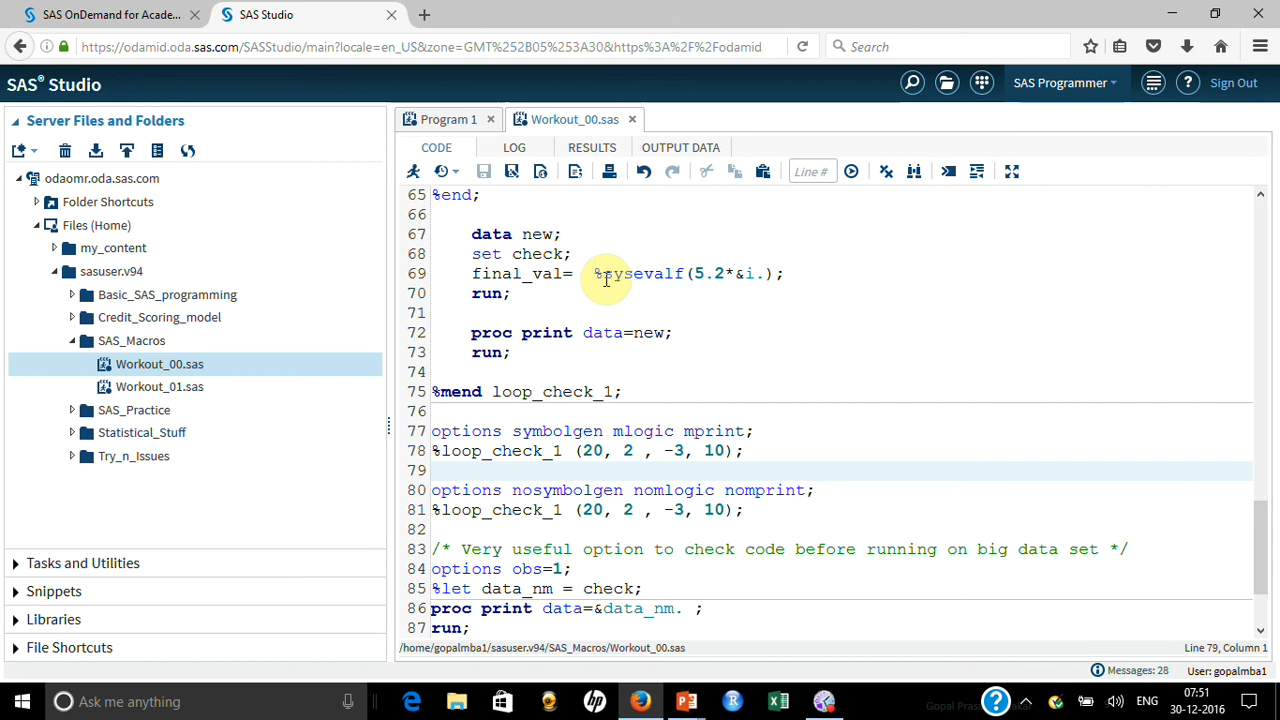 SAS OnDemand for Acade...
SAS Studio
https://odamid.oda.sas.com/SASStudio/main?locale=en_US&zone=GMT%252B05%253A30&https%3A%2F%2Fodamid
Search
SAS® Studio
SAS Programmer
Sign Out
Server Files and Folders
odaomr.oda.sas.com
Folder Shortcuts
Files (Home)
my_content
sasuser.v94
Basic_SAS_programming
Credit_Scoring_model
SAS_Macros
Workout_00.sas
Workout_01.sas
SAS_Practice
Statistical_Stuff
Try_n_Issues
Tasks and Utilities
Snippets
Libraries
File Shortcuts
Program 1
Workout_00.sas
CODE
LOG
RESULTS
OUTPUT DATA
Line #
65 %end;
66
67 data new;
68 set check;
69 final_val= %sysevalf(5.2*&i.);
70 run;
71
72 proc print data=new;
73 run;
74
75 %mend loop_check_1;
76
77 options symbolgen mlogic mprint;
78 %loop_check_1 (20, 2 , -3, 10);
79
80 options nosymbolgen nomlogic nomprint;
81 %loop_check_1 (20, 2 , -3, 10);
82
83 /* Very useful option to check code before running on big data set */
84 options obs=1;
85 %let data_nm = check;
86 proc print data=&data_nm. ;
87 run;
/home/gopalmba1/sasuser.v94/SAS_Macros/Workout_00.sas
Line 79, Column 1
Messages: 28
User: gopalmba1
Ask me anything
ENG
07:51
30-12-2016